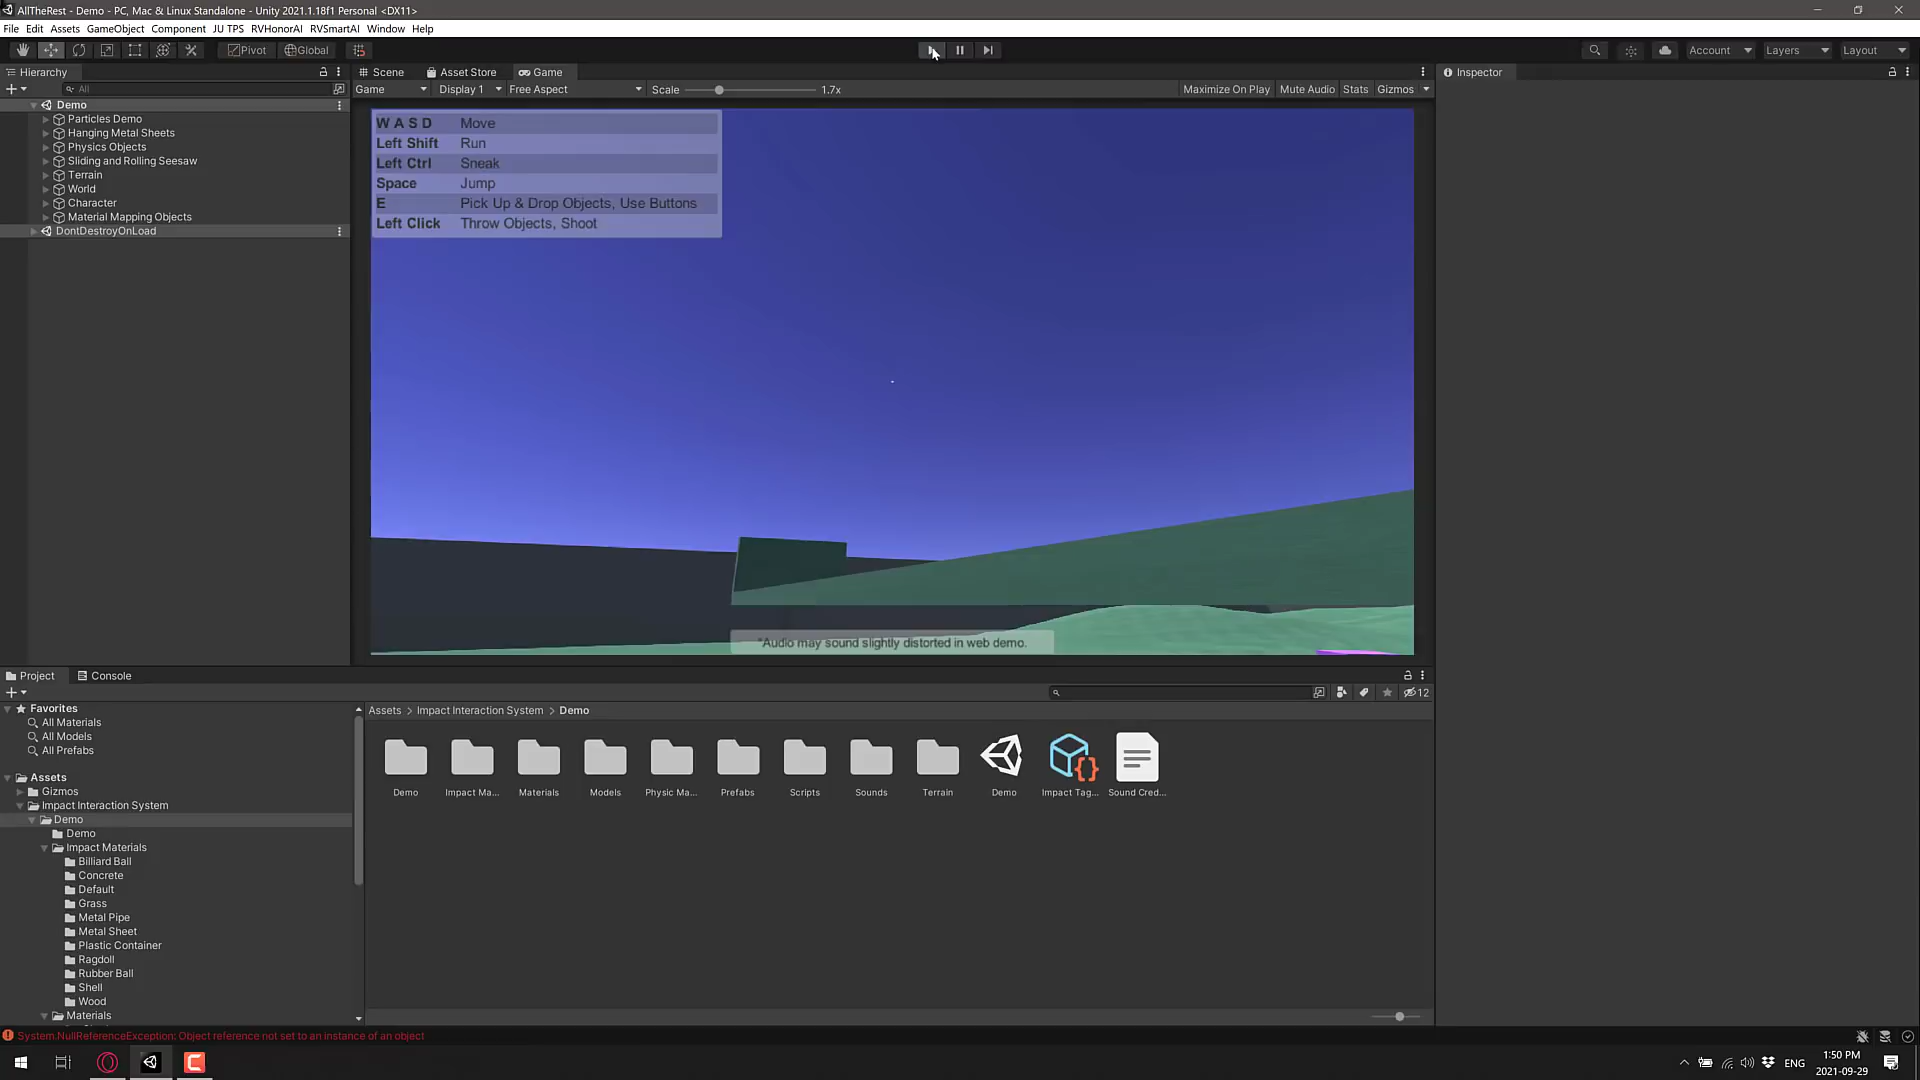 AllTheRest - Demo - PC, Mac & Linux Standalone - Unity 2021.1.18f1 Personal <DX11>
File Edit Assets GameObject Component JU TPS RVHonorAI RVSmartAI Window Help
Pivot Global Account Layers Layout
Hierarchy
All
Demo
Particles Demo
Hanging Metal Sheets
Physics Objects
Sliding and Rolling Seesaw
Terrain
World
Character
Material Mapping Objects
DontDestroyOnLoad
Scene Asset Store Game
Game Display 1 Free Aspect Scale 1.7x Maximize On Play Mute Audio Stats Gizmos
W A S D Move
Left Shift Run
Left Ctrl Sneak
Space Jump
E Pick Up & Drop Objects, Use Buttons
Left Click Throw Objects, Shoot
*Audio may sound slightly distorted in web demo.
Inspector
Project Console
12
Favorites
All Materials
All Models
All Prefabs
Assets
Gizmos
Impact Interaction System
Demo
Demo
Impact Materials
Billiard Ball
Concrete
Default
Grass
Metal Pipe
Metal Sheet
Plastic Container
Ragdoll
Rubber Ball
Shell
Wood
Materials
Assets > Impact Interaction System > Demo
Demo Impact Ma... Materials Models Physic Ma... Prefabs Scripts Sounds Terrain Demo Impact Tag... Sound Cred...
System.NullReferenceException: Object reference not set to an instance of an object
ENG
1:50 PM
2021-09-29